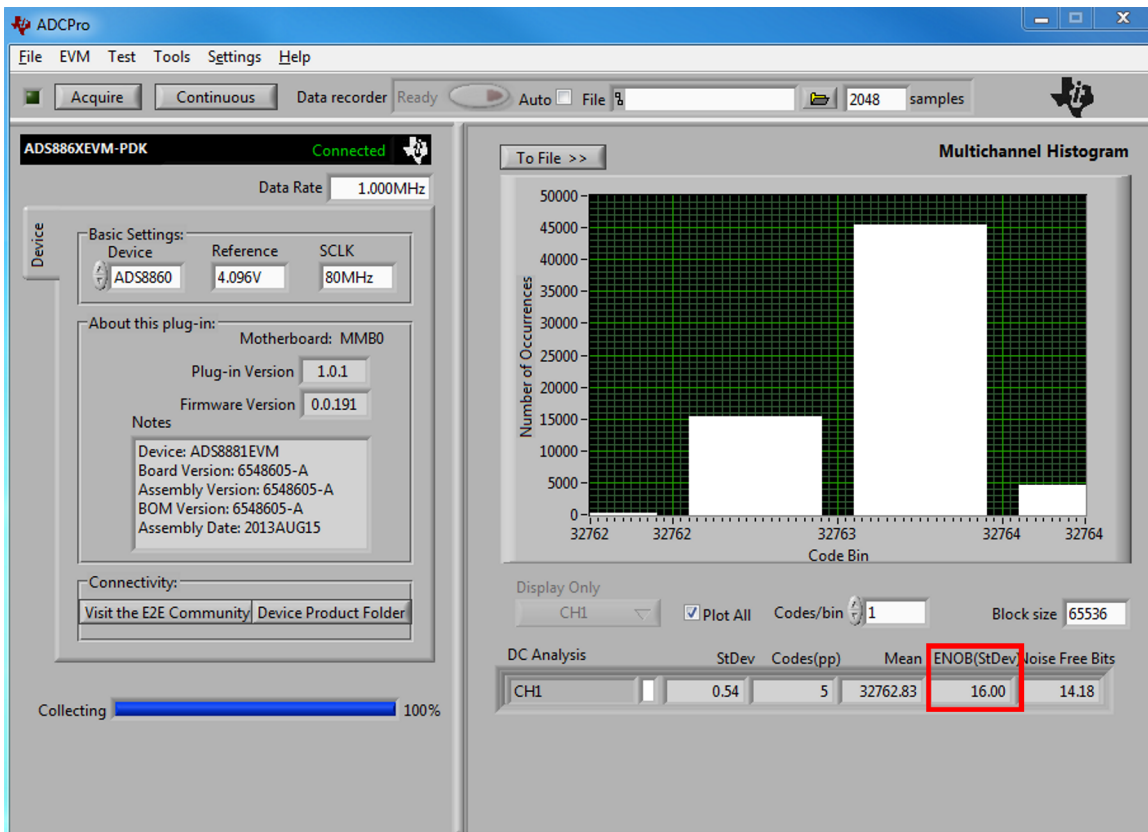 ADCPro
File EVM Test Tools Settings Help
Acquire Continuous Data recorder Ready Auto File 2048 samples
ADS886XEVM-PDK Connected
Data Rate 1.000MHz
Device
Basic Settings:
Device Reference SCLK
ADS8860 4.096V 80MHz
About this plug-in:
Motherboard: MMB0
Plug-in Version 1.0.1
Firmware Version 0.0.191
Notes
Device: ADS8881EVM
Board Version: 6548605-A
Assembly Version: 6548605-A
BOM Version: 6548605-A
Assembly Date: 2013AUG15
Connectivity:
Visit the E2E Community Device Product Folder
Collecting 100%
To File >> Multichannel Histogram
50000
45000
40000
35000
30000
25000
20000
15000
10000
5000
0
Number of Occurrences
32762 32762 32763 32764 32764
Code Bin
Display Only
CH1 Plot All Codes/bin 1 Block size 65536
DC Analysis StDev Codes(pp) Mean ENOB(StDev) Noise Free Bits
CH1 0.54 5 32762.83 16.00 14.18